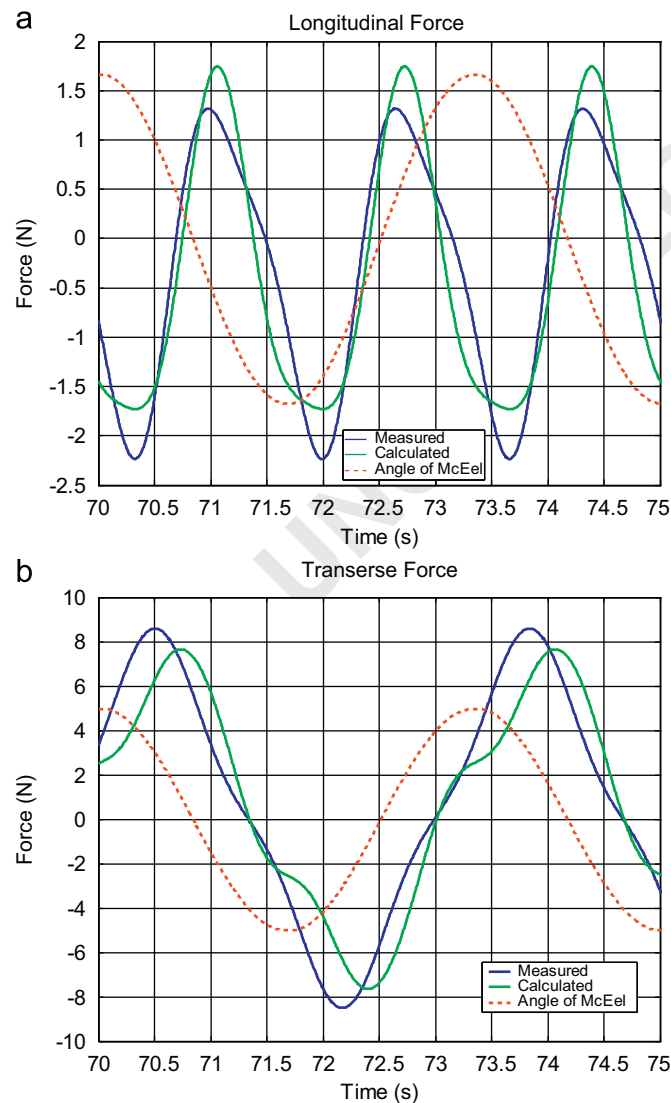 a
Longitudinal Force
2
1.5
1
0.5
0
-0.5
-1
-1.5
-2
-2.5
Force (N)
Measured
Calculated
Angle of McEel
70 70.5 71 71.5 72 72.5 73 73.5 74 74.5 75
Time (s)
b
Transerse Force
10
8
6
4
2
0
-2
-4
-6
-8
-10
Force (N)
Measured
Calculated
Angle of McEel
70 70.5 71 71.5 72 72.5 73 73.5 74 74.5 75
Time (s)